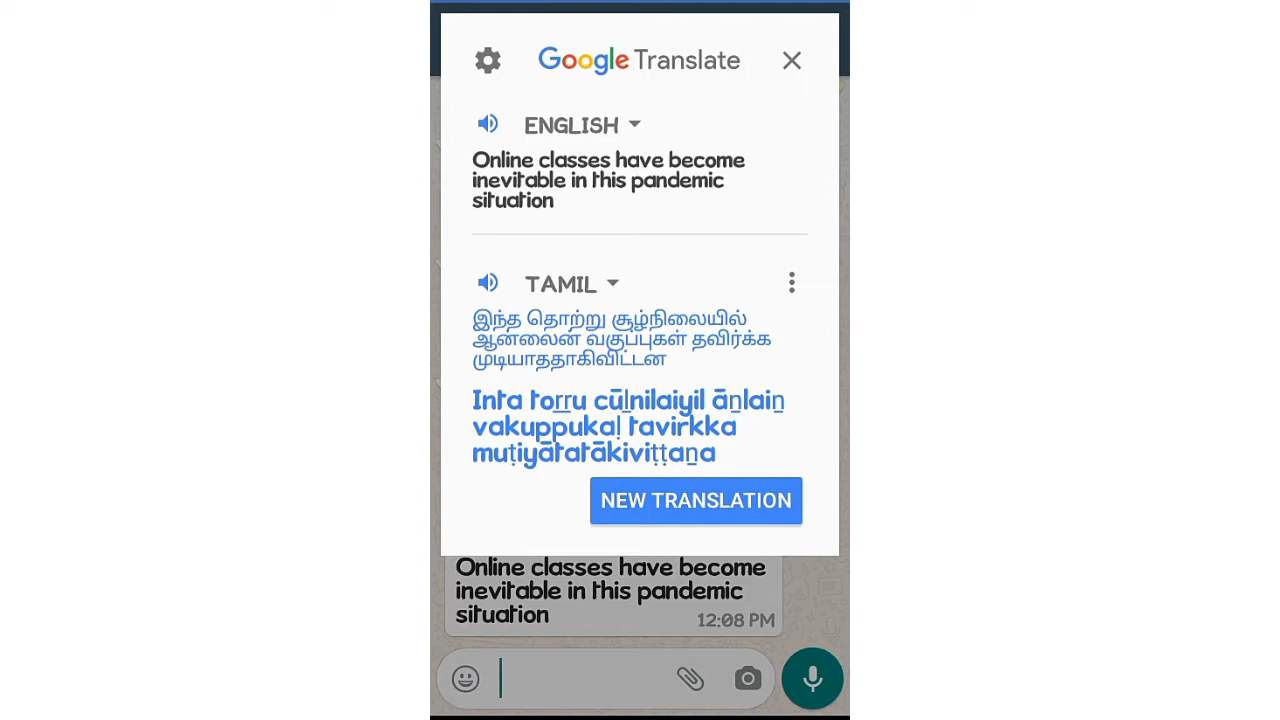 Google Translate
ENGLISH
Online classes have become
inevitable in this pandemic
situation
TAMIL
இந்த தொற்று சூழ்நிலையில்
ஆன்லைன் வகுப்புகள் தவிர்க்க
முடியாததாகிவிட்டன
Inta toṟṟu cūḻnilaiyil āṉlaiṉ
vakuppukaḷ tavirkka
muṭiyātatākiviṭṭaṉa
NEW TRANSLATION
Online classes have become
inevitable in this pandemic
situation
12:08 PM